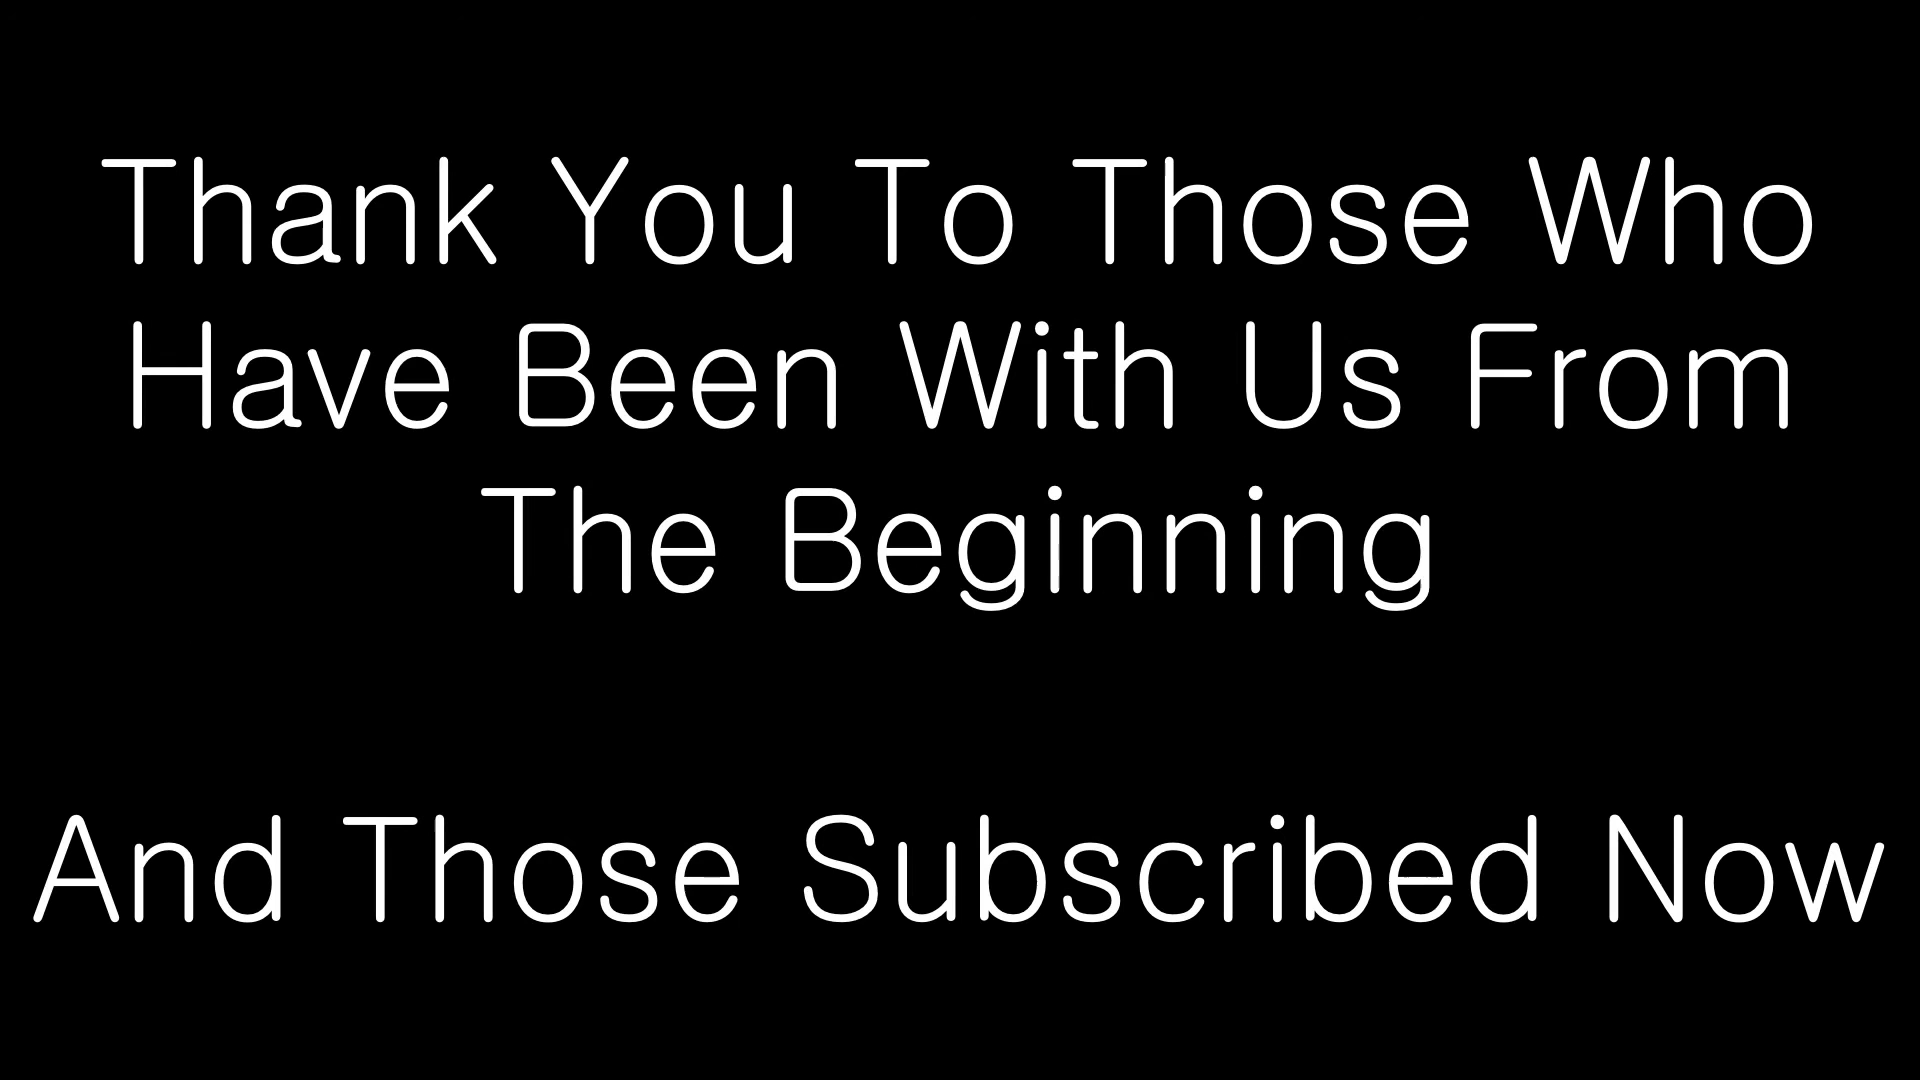 Thank You To Those Who
Have Been With Us From
The Beginning
And Those Subscribed Now